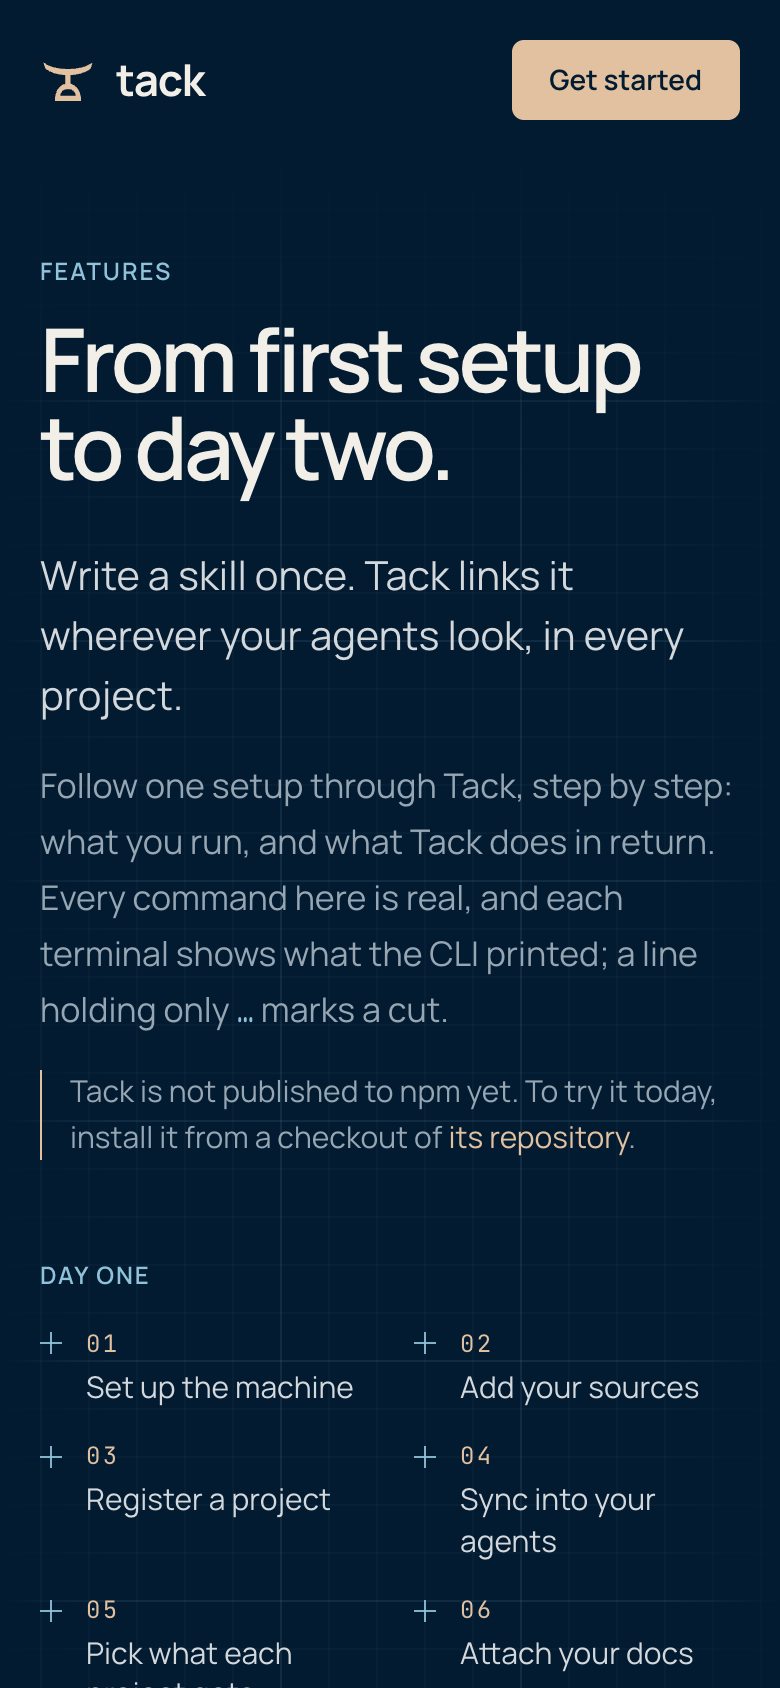 tack
Get started
FEATURES
From first setup
to day two.
Write a skill once. Tack links it
wherever your agents look, in every
project.
Follow one setup through Tack, step by step:
what you run, and what Tack does in return.
Every command here is real, and each
terminal shows what the CLI printed; a line
holding only … marks a cut.
Tack is not published to npm yet. To try it today,
install it from a checkout of its repository.
DAY ONE
01
Set up the machine
02
Add your sources
03
Register a project
04
Sync into your
agents
05
Pick what each
06
Attach your docs